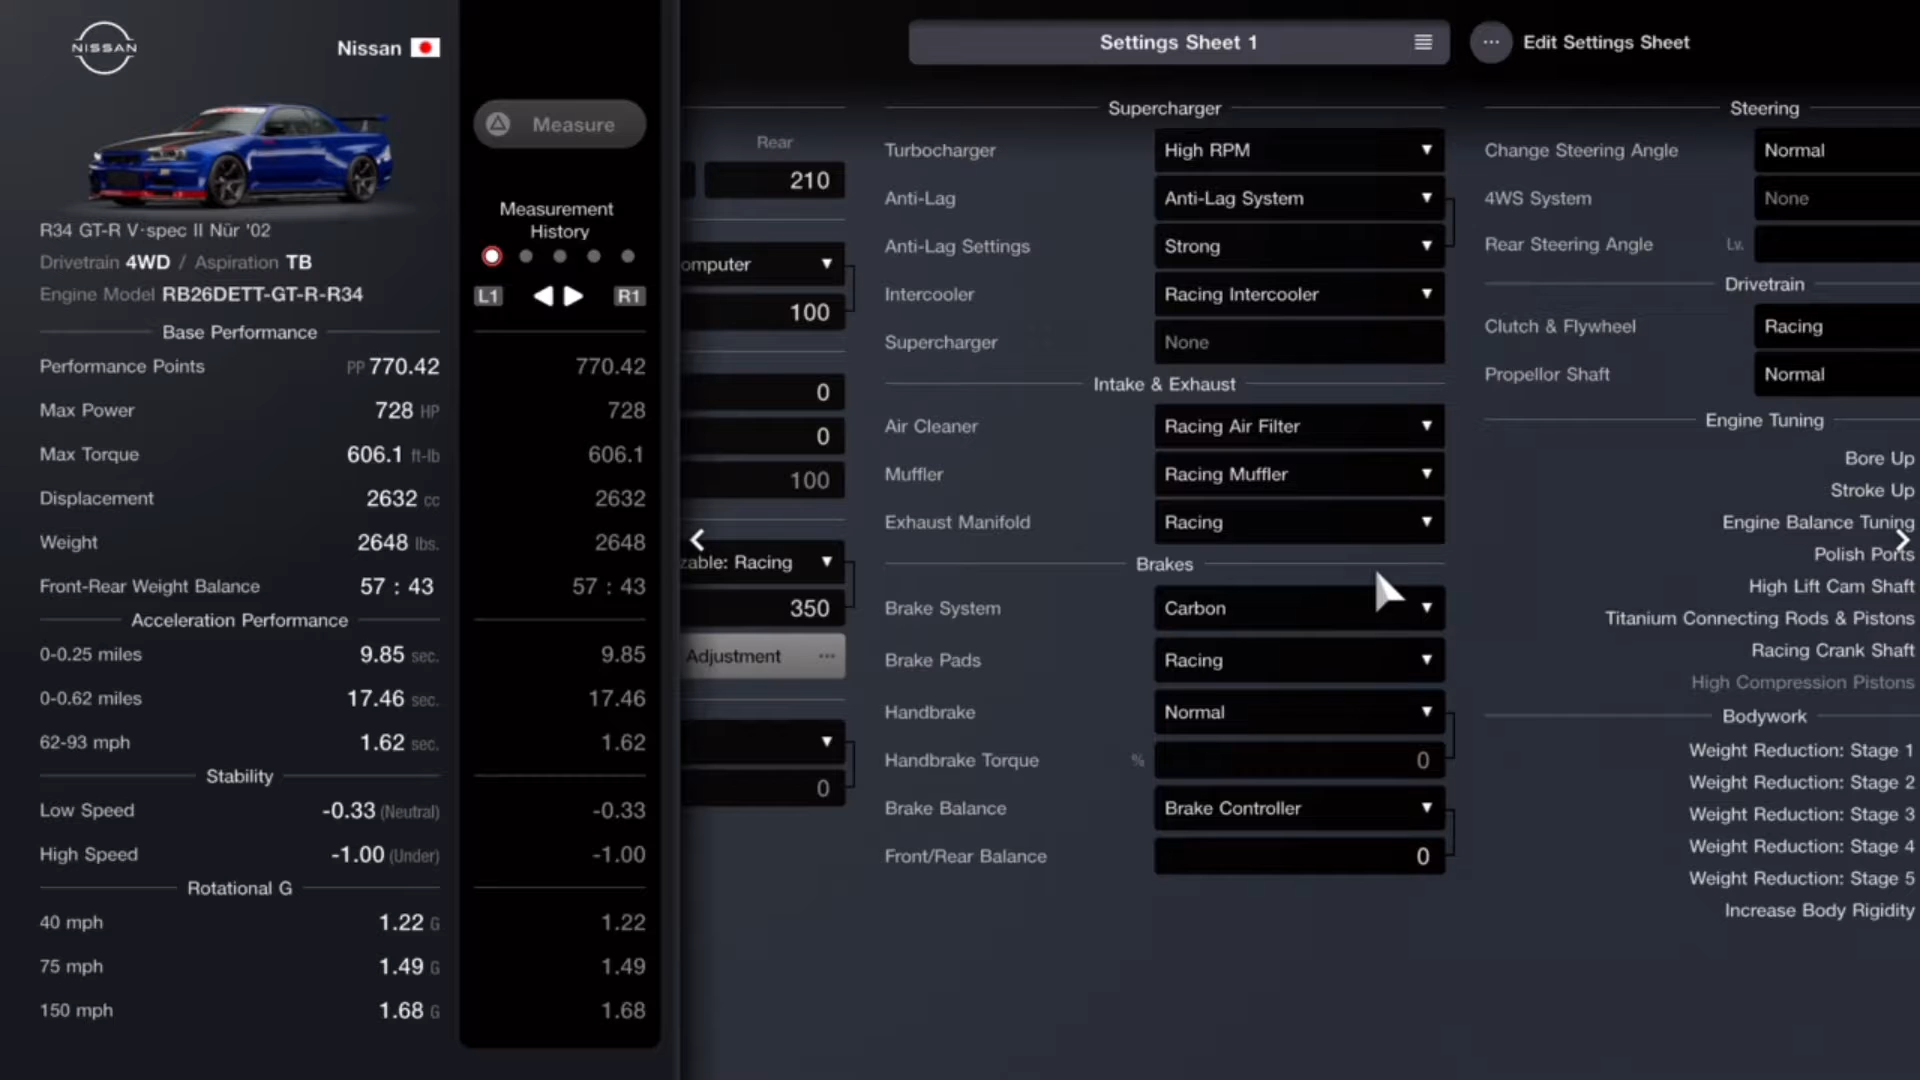 NISSAN
Nissan
R34 GT-R V·spec II Nür '02
Drivetrain 4WD / Aspiration TB
Engine Model RB26DETT-GT-R-R34
Base Performance
Performance Points PP 770.42
Max Power 728 HP
Max Torque 606.1 ft-lb
Displacement 2632 cc
Weight 2648 lbs.
Front-Rear Weight Balance 57 : 43
Acceleration Performance
0-0.25 miles 9.85 sec.
0-0.62 miles 17.46 sec.
62-93 mph 1.62 sec.
Stability
Low Speed -0.33 (Neutral)
High Speed -1.00 (Under)
Rotational G
40 mph 1.22 G
75 mph 1.49 G
150 mph 1.68 G
Measure
Measurement
History
L1 R1
770.42
728
606.1
2632
2648
57 : 43
9.85
17.46
1.62
-0.33
-1.00
1.22
1.49
1.68
Settings Sheet 1
Edit Settings Sheet
Rear
210
omputer
100
0
0
100
zable: Racing
350
Adjustment
0
Supercharger
Turbocharger High RPM
Anti-Lag Anti-Lag System
Anti-Lag Settings Strong
Intercooler Racing Intercooler
Supercharger None
Intake & Exhaust
Air Cleaner Racing Air Filter
Muffler Racing Muffler
Exhaust Manifold Racing
Brakes
Brake System Carbon
Brake Pads Racing
Handbrake Normal
Handbrake Torque % 0
Brake Balance Brake Controller
Front/Rear Balance 0
Steering
Change Steering Angle Normal
4WS System None
Rear Steering Angle Lv.
Drivetrain
Clutch & Flywheel Racing
Propellor Shaft Normal
Engine Tuning
Bore Up
Stroke Up
Engine Balance Tuning
Polish Ports
High Lift Cam Shaft
Titanium Connecting Rods & Pistons
Racing Crank Shaft
High Compression Pistons
Bodywork
Weight Reduction: Stage 1
Weight Reduction: Stage 2
Weight Reduction: Stage 3
Weight Reduction: Stage 4
Weight Reduction: Stage 5
Increase Body Rigidity